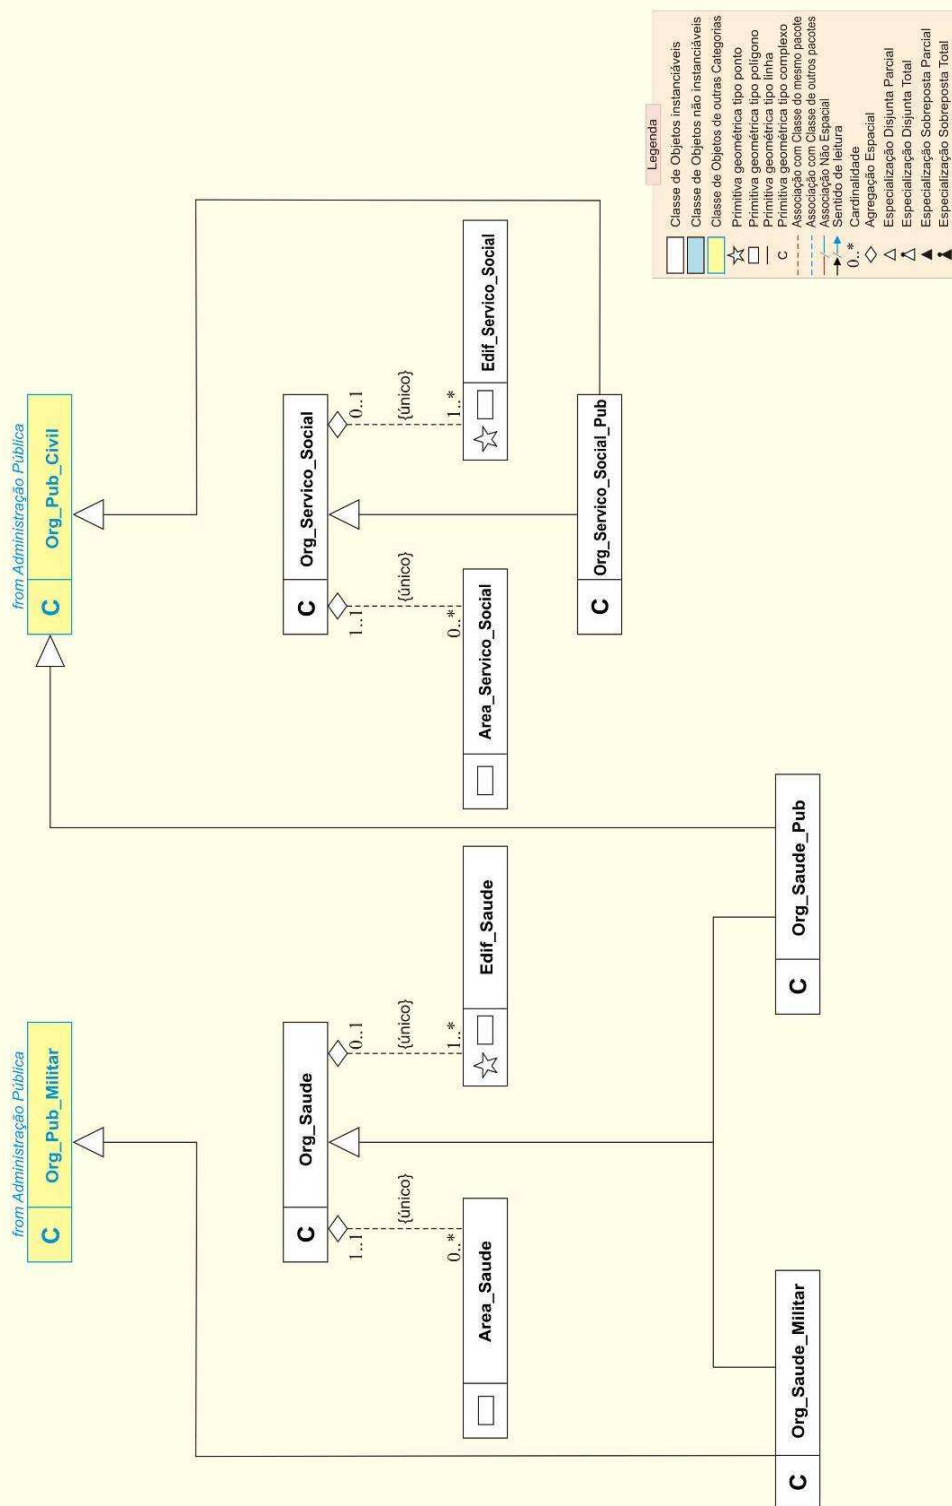 from Administração Pública
C Org_Pub_Militar
from Administração Pública
C Org_Pub_Civil
C Org_Saude
1..1
{único}
0..*
0..1
{único}
1..*
Area_Saude
Edif_Saude
C Org_Servico_Social
1..1
{único}
0..*
0..1
{único}
1..*
Area_Servico_Social
Edif_Servico_Social
C Org_Servico_Social_Pub
C Org_Saude_Militar
C Org_Saude_Pub
Legenda
Classe de Objetos instanciáveis
Classe de Objetos não instanciáveis
Classe de Objetos de outras Categorias
Primitiva geométrica tipo ponto
Primitiva geométrica tipo polígono
Primitiva geométrica tipo linha
C Primitiva geométrica tipo complexo
Associação com Classe do mesmo pacote
Associação com Classe de outros pacotes
Associação Não Espacial
Sentido de leitura
0..* Cardinalidade
Agregação Espacial
Especialização Disjunta Parcial
Especialização Disjunta Total
Especialização Sobreposta Parcial
Especialização Sobreposta Total